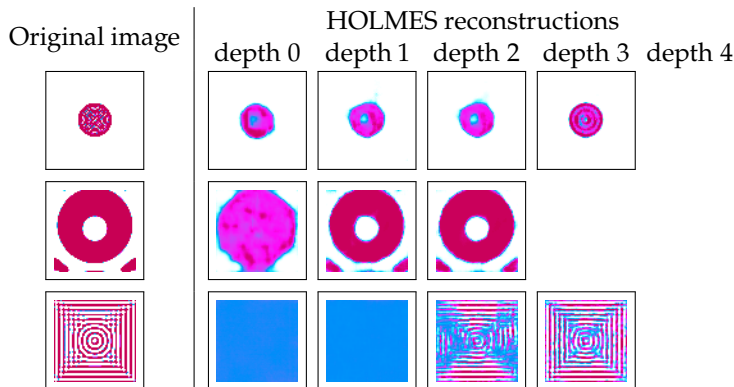 HOLMES reconstructions
Original image
depth 0 depth 1 depth 2 depth 3 depth 4